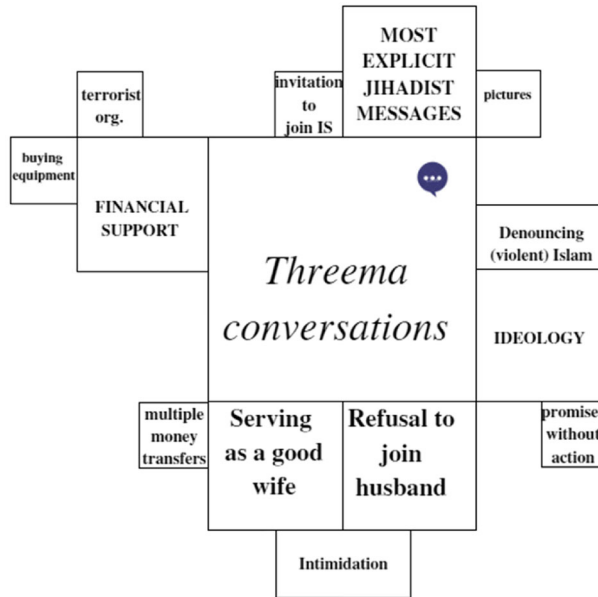 MOST
EXPLICIT
JIHADIST
MESSAGES
invitation
to
join IS
pictures
terrorist
org.
buying
equipment
FINANCIAL
SUPPORT
Threema
conversations
Denouncing
(violent) Islam
IDEOLOGY
multiple
money
transfers
Serving
as a good
wife
Refusal to
join
husband
promise
without
action
Intimidation